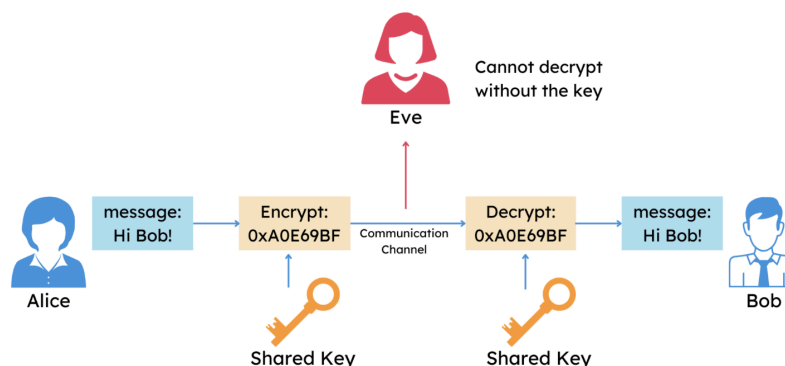 Cannot decrypt
without the key
Eve
message:
Hi Bob!
Encrypt:
0xA0E69BF
Communication
Channel
Decrypt:
0xA0E69BF
message:
Hi Bob!
Alice
Bob
Shared Key
Shared Key